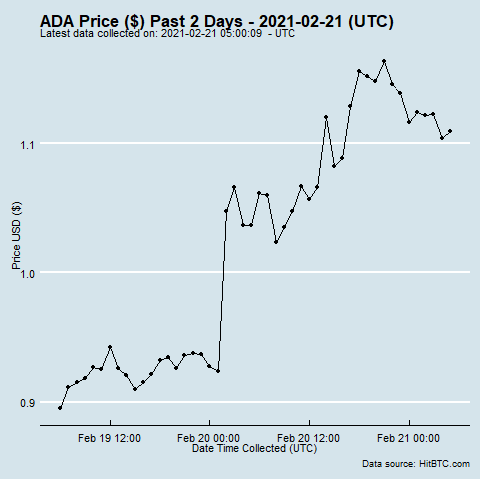 ADA Price ($) Past 2 Days - 2021-02-21 (UTC)
Latest data collected on: 2021-02-21 05:00:09 - UTC
1.1
1.0
0.9
Price USD ($)
Feb 19 12:00 Feb 20 00:00 Feb 20 12:00 Feb 21 00:00
Date Time Collected (UTC)
Data source: HitBTC.com